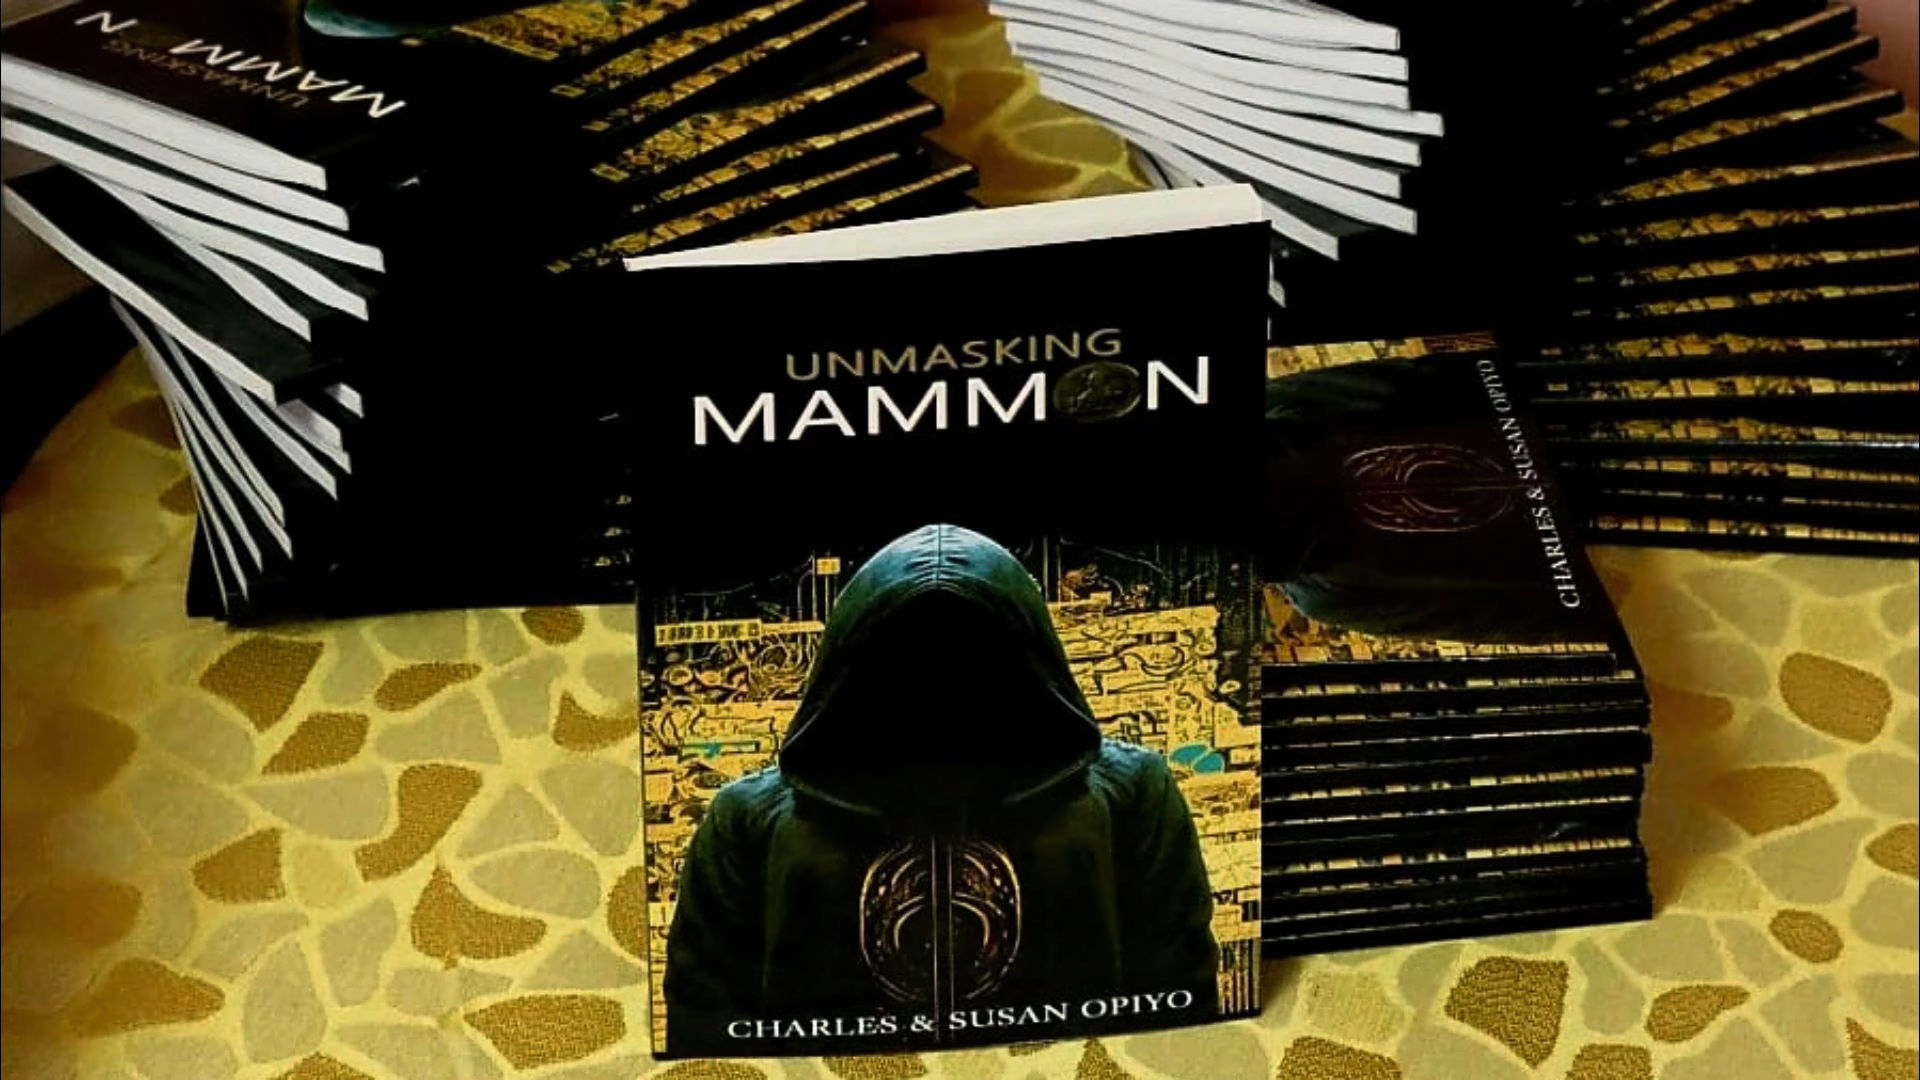 UNMASKING
MAMMON
UNMASKING
MAMMON
CHARLES & SUSAN OPIYO
CHARLES & SUSAN OPIYO